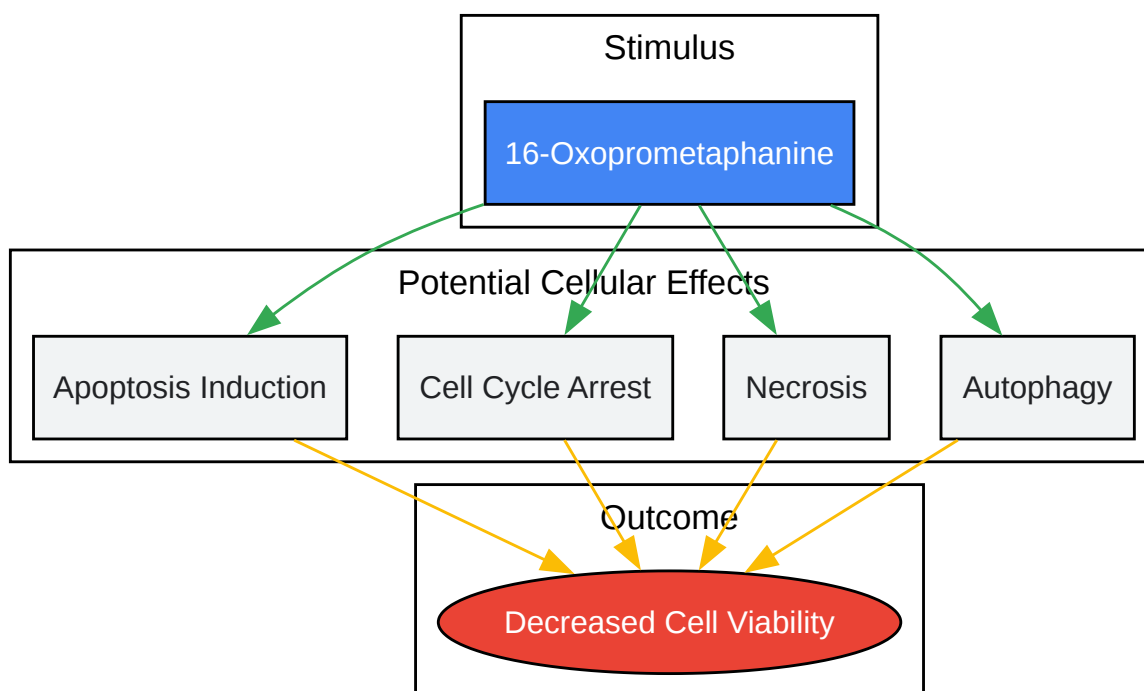 Stimulus
16-Oxoprometaphanine
Potential Cellular Effects
Apoptosis Induction
Cell Cycle Arrest
Necrosis
Autophagy
Outcome
Decreased Cell Viability